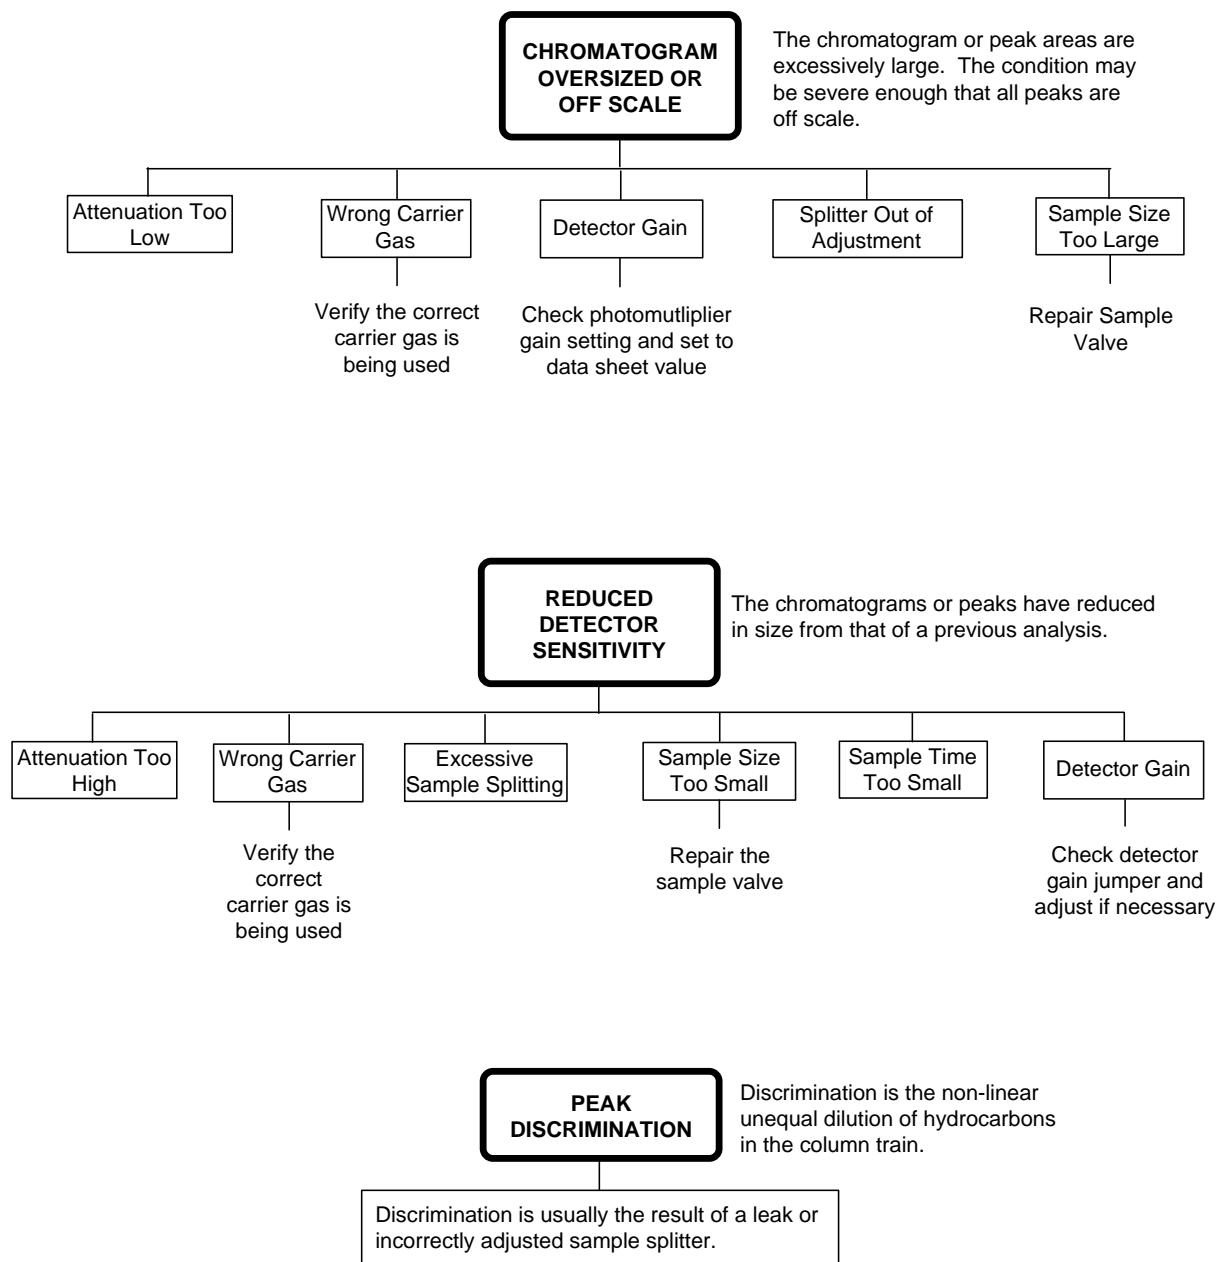 CHROMATOGRAM
OVERSIZED OR
OFF SCALE
The chromatogram or peak areas are
excessively large. The condition may
be severe enough that all peaks are
off scale.
Attenuation Too
Low
Wrong Carrier
Gas
Detector Gain
Splitter Out of
Adjustment
Sample Size
Too Large
Verify the correct
carrier gas is
being used
Check photomutliplier
gain setting and set to
data sheet value
Repair Sample
Valve
REDUCED
DETECTOR
SENSITIVITY
The chromatograms or peaks have reduced
in size from that of a previous analysis.
Attenuation Too
High
Wrong Carrier
Gas
Excessive
Sample Splitting
Sample Size
Too Small
Sample Time
Too Small
Detector Gain
Verify the
correct
carrier gas is
being used
Repair the
sample valve
Check detector
gain jumper and
adjust if necessary
PEAK
DISCRIMINATION
Discrimination is the non-linear
unequal dilution of hydrocarbons
in the column train.
Discrimination is usually the result of a leak or
incorrectly adjusted sample splitter.